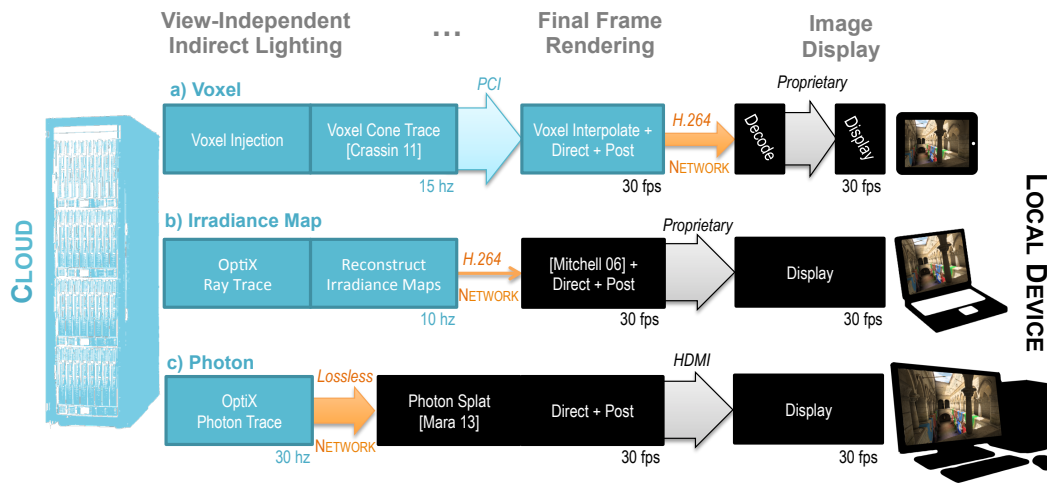 View-Independent
Indirect Lighting
...
Final Frame
Rendering
Image
Display
a) Voxel
Voxel Injection
Voxel Cone Trace
[Crassin 11]
15 hz
PCI
Voxel Interpolate +
Direct + Post
30 fps
H.264
NETWORK
Decode
Proprietary
Display
30 fps
CLOUD
LOCAL DEVICE
b) Irradiance Map
OptiX
Ray Trace
Reconstruct
Irradiance Maps
10 hz
H.264
NETWORK
[Mitchell 06] +
Direct + Post
30 fps
Proprietary
Display
30 fps
c) Photon
OptiX
Photon Trace
30 hz
Lossless
NETWORK
Photon Splat
[Mara 13]
Direct + Post
30 fps
HDMI
Display
30 fps